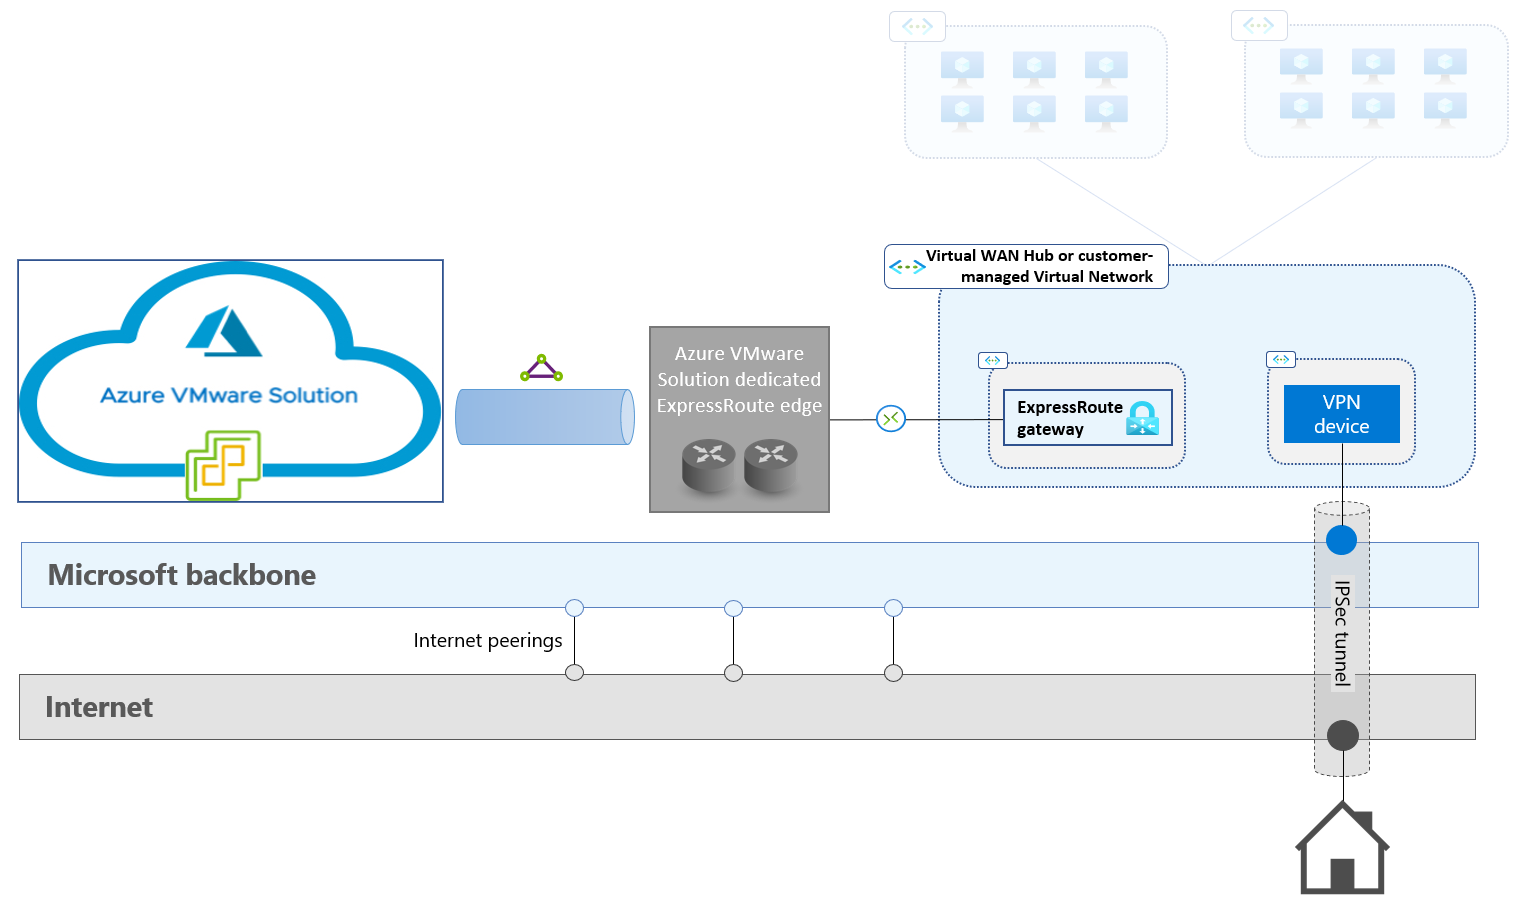 Virtual WAN Hub or customer-
managed Virtual Network
Azure VMware Solution
Azure VMware
Solution dedicated
ExpressRoute edge
ExpressRoute
gateway
VPN
device
Microsoft backbone
IPSec tunnel
Internet peerings
Internet